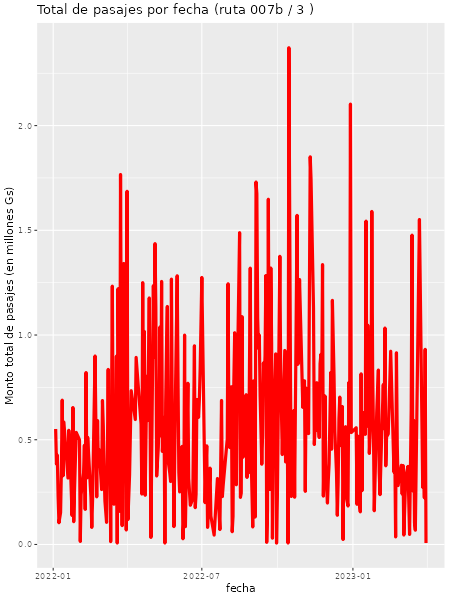 Total de pasajes por fecha (ruta 007b / 3 )
Monto total de pasajes (en millones Gs)
2.0
1.5
1.0
0.5
0.0
2022-01
2022-07
2023-01
fecha